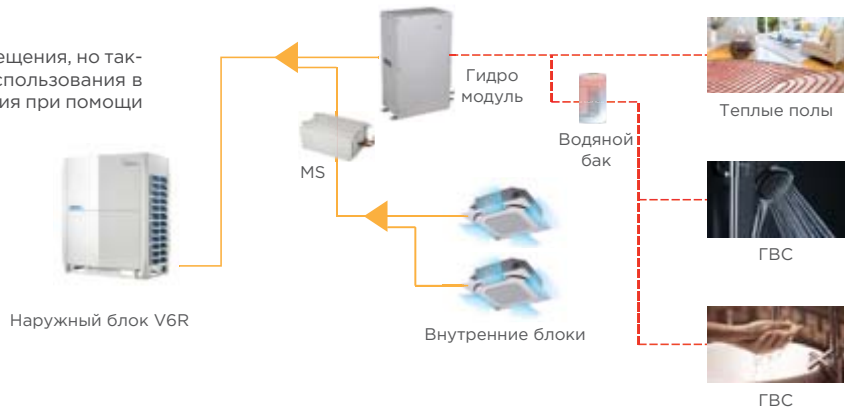 ещения, но так-
спользования в
ия при помощи
Гидро
модуль
Теплые полы
Водяной
бак
MS
ГВС
Наружный блок V6R
Внутренние блоки
ГВС